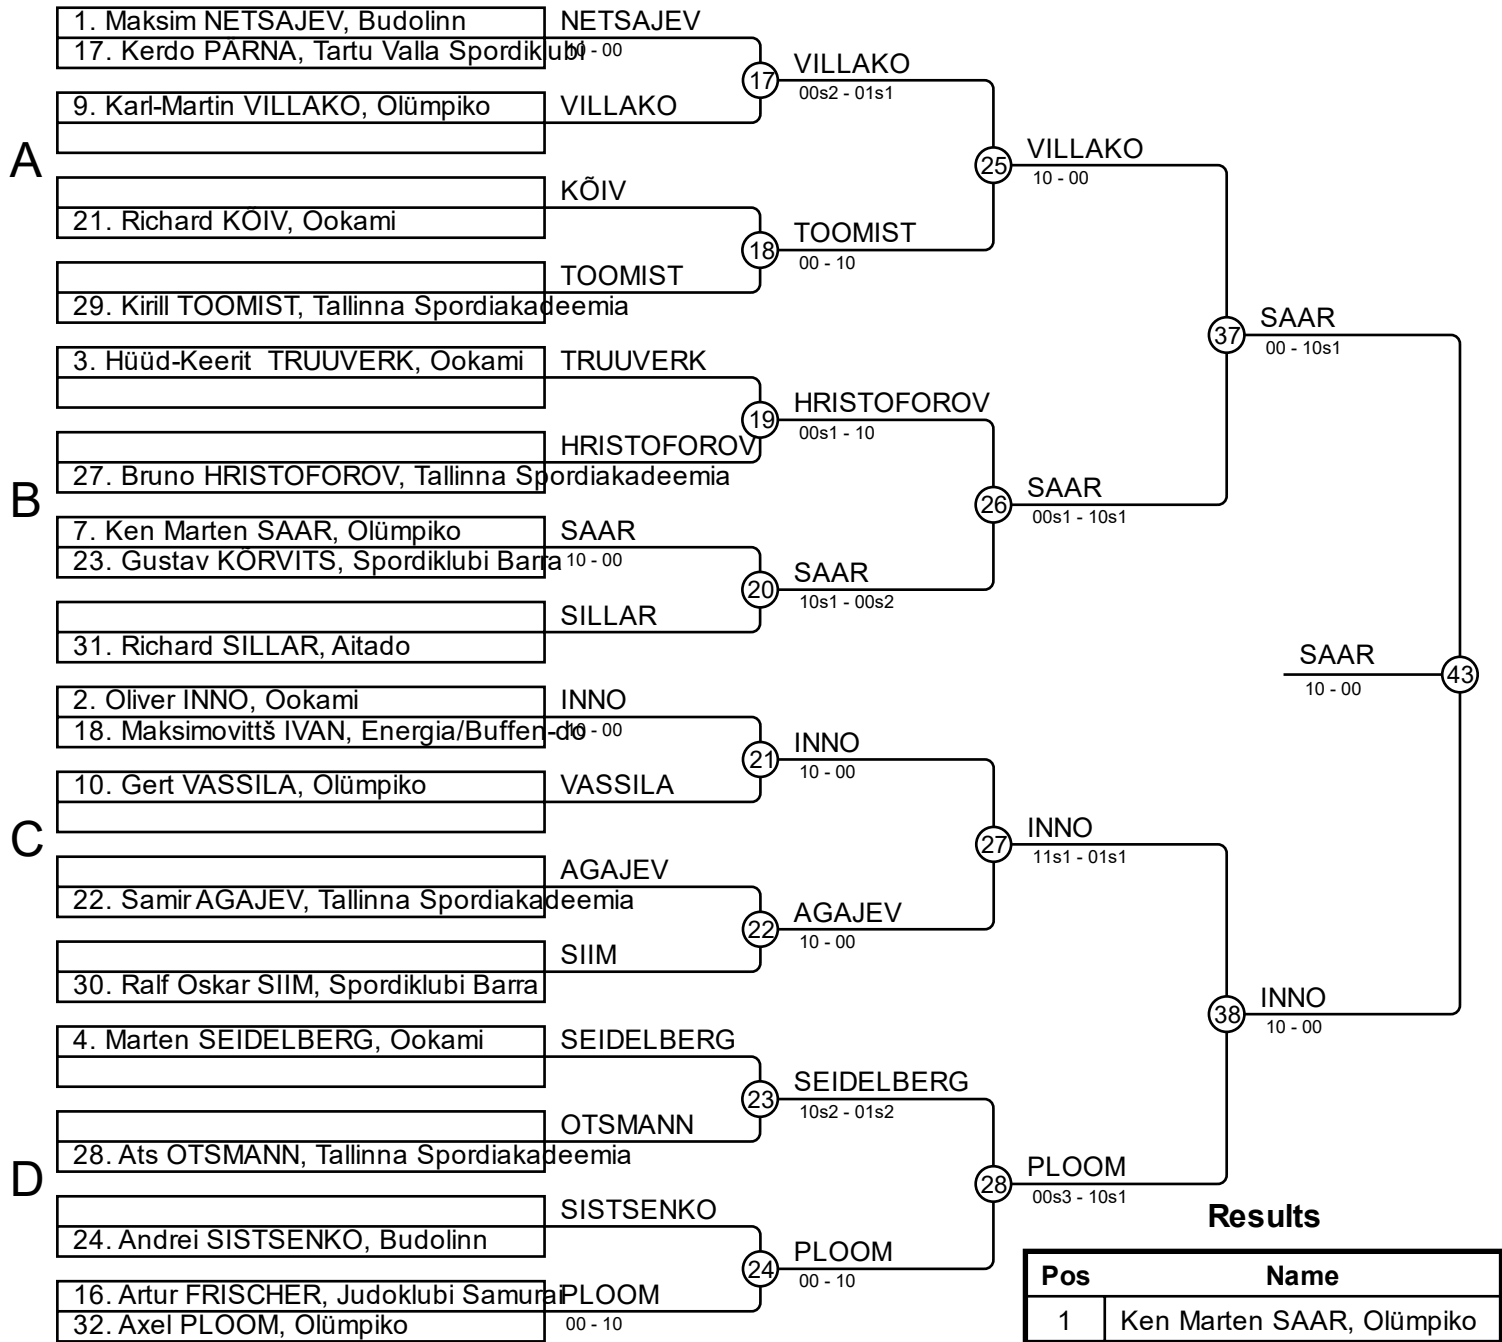 1. Maksim NETSAJEV, Budolinn
17. Kerdo PÄRNA, Tartu Valla Spordiklubi
NETSAJEV
10 - 00
9. Karl-Martin VILLAKO, Olümpiko
VILLAKO
17
VILLAKO
00s2 - 01s1
A
21. Richard KÕIV, Ookami
KÕIV
29. Kirill TOOMIST, Tallinna Spordiakadeemia
TOOMIST
18
TOOMIST
00 - 10
25
VILLAKO
10 - 00
3. Hüüd-Keerit TRUUVERK, Ookami
TRUUVERK
27. Bruno HRISTOFOROV, Tallinna Spordiakadeemia
HRISTOFOROV
19
HRISTOFOROV
00s1 - 10
B
7. Ken Marten SAAR, Olümpiko
23. Gustav KÕRVITS, Spordiklubi Barra
SAAR
10 - 00
31. Richard SILLAR, Aitado
SILLAR
20
SAAR
10s1 - 00s2
26
SAAR
00s1 - 10s1
37
SAAR
00 - 10s1
2. Oliver INNO, Ookami
18. Maksimovittš IVAN, Energia/Buffen-do
INNO
10 - 00
10. Gert VASSILA, Olümpiko
VASSILA
21
INNO
10 - 00
C
22. Samir AGAJEV, Tallinna Spordiakadeemia
AGAJEV
30. Ralf Oskar SIIM, Spordiklubi Barra
SIIM
22
AGAJEV
10 - 00
27
INNO
11s1 - 01s1
4. Marten SEIDELBERG, Ookami
SEIDELBERG
28. Ats OTSMANN, Tallinna Spordiakadeemia
OTSMANN
23
SEIDELBERG
10s2 - 01s2
D
24. Andrei SISTSENKO, Budolinn
SISTSENKO
16. Artur FRISCHER, Judoklubi Samurai
32. Axel PLOOM, Olümpiko
PLOOM
00 - 10
24
PLOOM
00 - 10
28
PLOOM
00s3 - 10s1
38
INNO
10 - 00
SAAR
10 - 00
43
Results
Pos Name
1 Ken Marten SAAR, Olümpiko